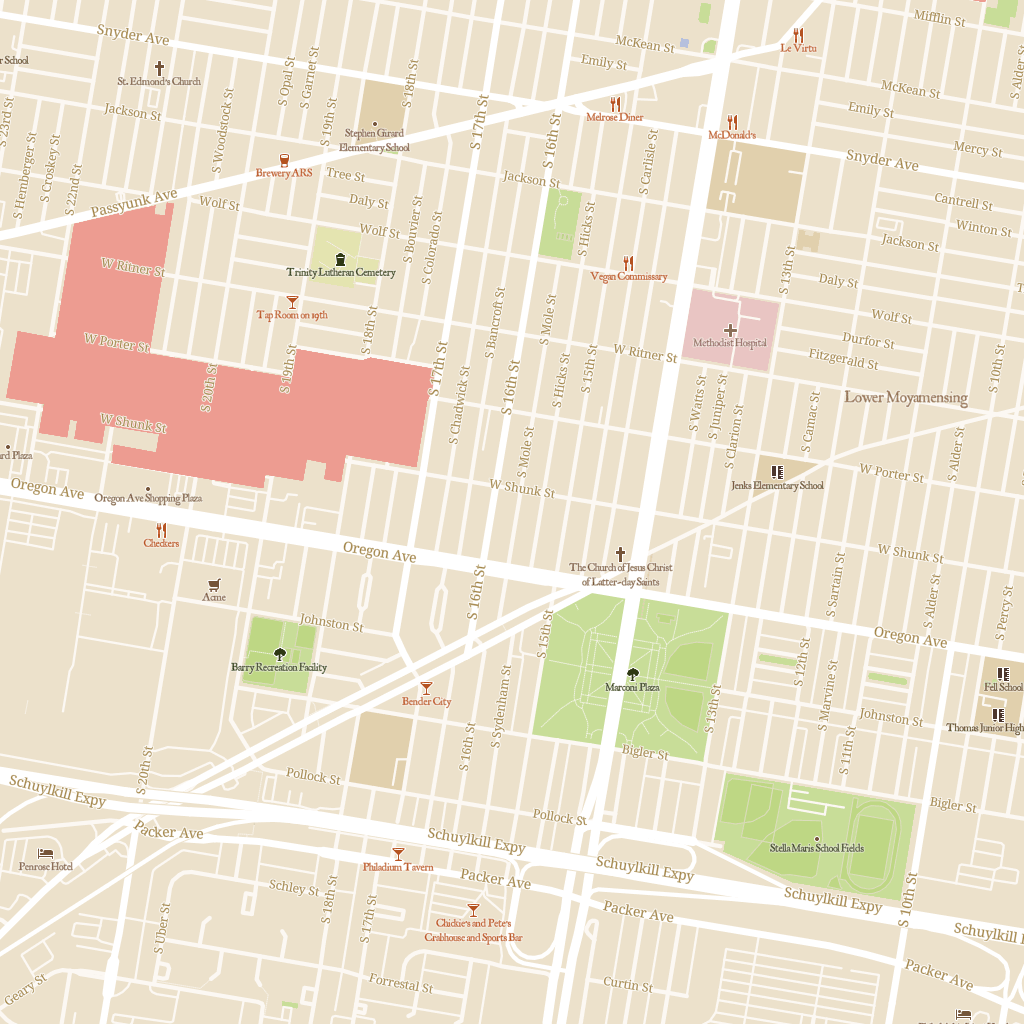 Mifflin St
Snyder Ave
McKean St
Le Virtu
S Alder St
r School
St. Edmond's Church
Emily St
S Opal St
S Garnet St
S 18th St
McKean St
S 23rd St
Jackson St
S Woodstock St
S 19th St
Stephen Girard
Elementary School
S 17th St
S 16th St
Melrose Diner
McDonald's
Emily St
Mercy St
Snyder Ave
S Hemberger St
S Croskey St
S 22nd St
Brewery ARS
Tree St
Jackson St
S Carlisle St
Passyunk Ave
Wolf St
Daly St
Wolf St
S Bouvier St
S Colorado St
S Hicks St
Cantrell St
Winton St
Jackson St
W Ritner St
Trinity Lutheran Cemetery
Vegan Commissary
S 13th St
Daly St
Tap Room on 19th
S 18th St
S Bancroft St
S Mole St
Methodist Hospital
Wolf St
Durfor St
Fitzgerald St
W Porter St
S 19th St
S 20th St
S 17th St
S 16th St
S Hicks St
S 15th St
W Ritner St
S 10th St
S Chadwick St
S Watts St
S Juniper St
S Clarion St
S Camac St
Lower Moyamensing
W Shunk St
S Mole St
S Alder St
ard Plaza
W Porter St
Jenks Elementary School
Oregon Ave
Oregon Ave Shopping Plaza
W Shunk St
Checkers
Oregon Ave
The Church of Jesus Christ
of Latter-day Saints
W Shunk St
Acme
S 16th St
S Sartain St
S Alder St
S Percy St
Johnston St
S 15th St
Oregon Ave
Barry Recreation Facility
Marconi Plaza
S 12th St
S Marvine St
Fell School
Bender City
S Sydenham St
S 13th St
Johnston St
Thomas Junior High
S 16th St
Bigler St
S 11th St
S 20th St
Pollock St
Schuylkill Expy
Pollock St
Bigler St
Packer Ave
Schuylkill Expy
Stella Maris School Fields
Penrose Hotel
Philadium Tavern
Schuylkill Expy
Packer Ave
Schley St
S 18th St
S 17th St
Schuylkill Expy
S 10th St
Packer Ave
S Uber St
Chickie's and Pete's
Crabhouse and Sports Bar
Schuylkill E
Packer Ave
Geary St
Forrestal St
Curtin St